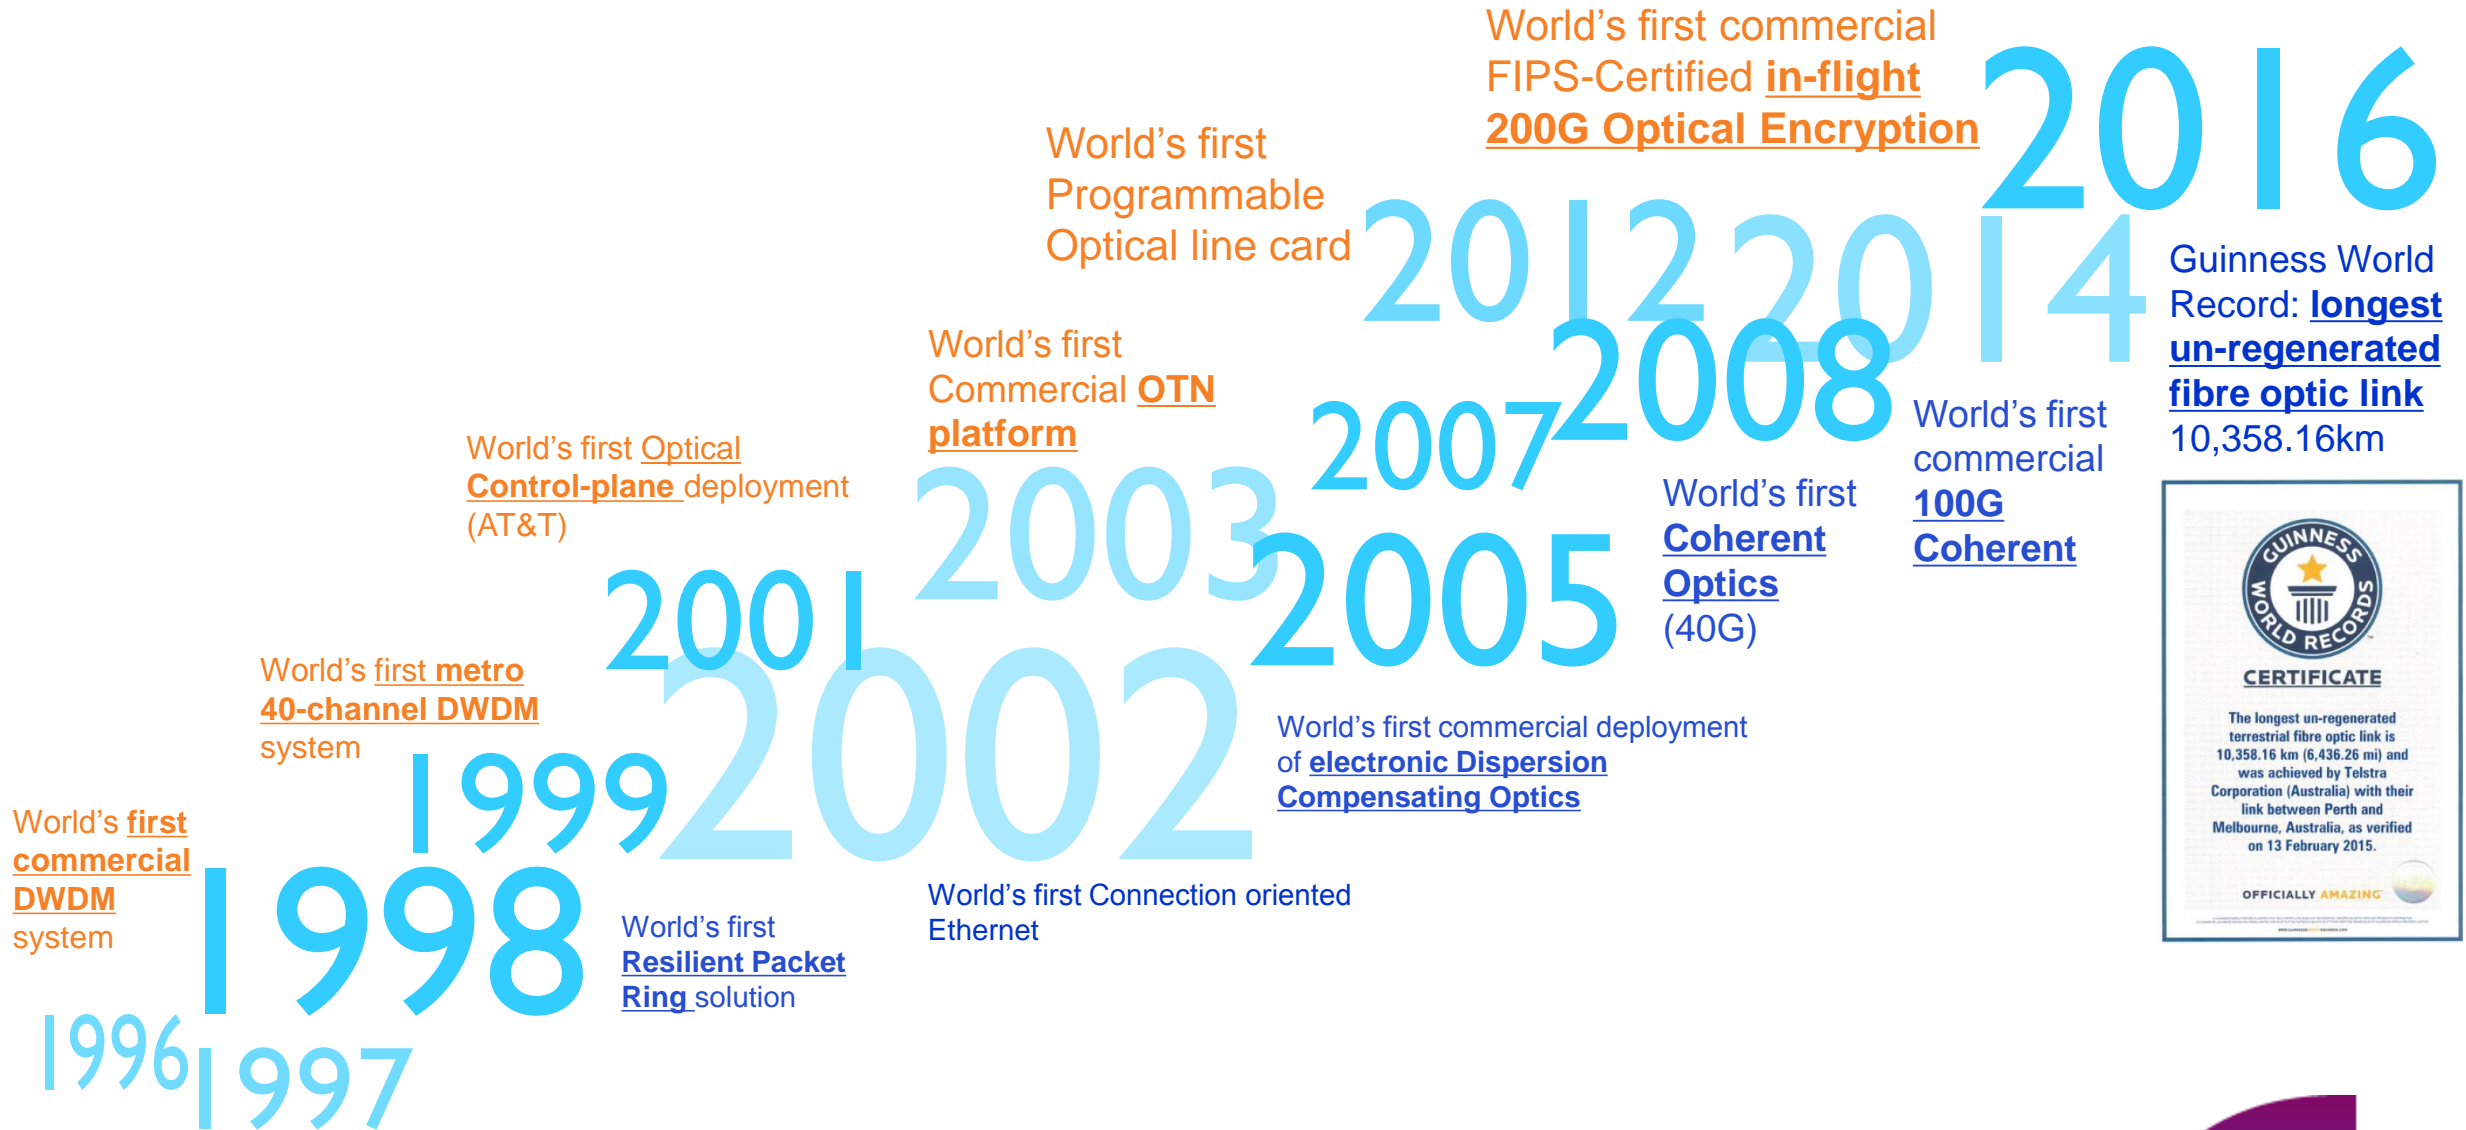 World's first commercial
FIPS-Certified in-flight
200G Optical Encryption
2016
World's first
Programmable
Optical line card
2012
2014
Guinness World
Record: longest
un-regenerated
fibre optic link
10,358.16km
World's first
Commercial OTN
platform
2008
2007
World's first
commercial
100G
Coherent
World's first Optical
Control-plane deployment
(AT&T)
2003
World's first
Coherent
Optics
(40G)
2005
2001
GUINNESS
WORLD RECORDS
CERTIFICATE
The longest un-regenerated
terrestrial fibre optic link is
10,358.16 km (6,436.26 mi) and
was achieved by Telstra
Corporation (Australia) with their
link between Perth and
Melbourne, Australia, as verified
on 13 February 2015.
OFFICIALLY AMAZING
World's first metro
40-channel DWDM
system
2002
World's first commercial deployment
of electronic Dispersion
Compensating Optics
1999
World's first
commercial
DWDM
system
1998
World's first
Resilient Packet
Ring solution
World's first Connection oriented
Ethernet
1996
1997